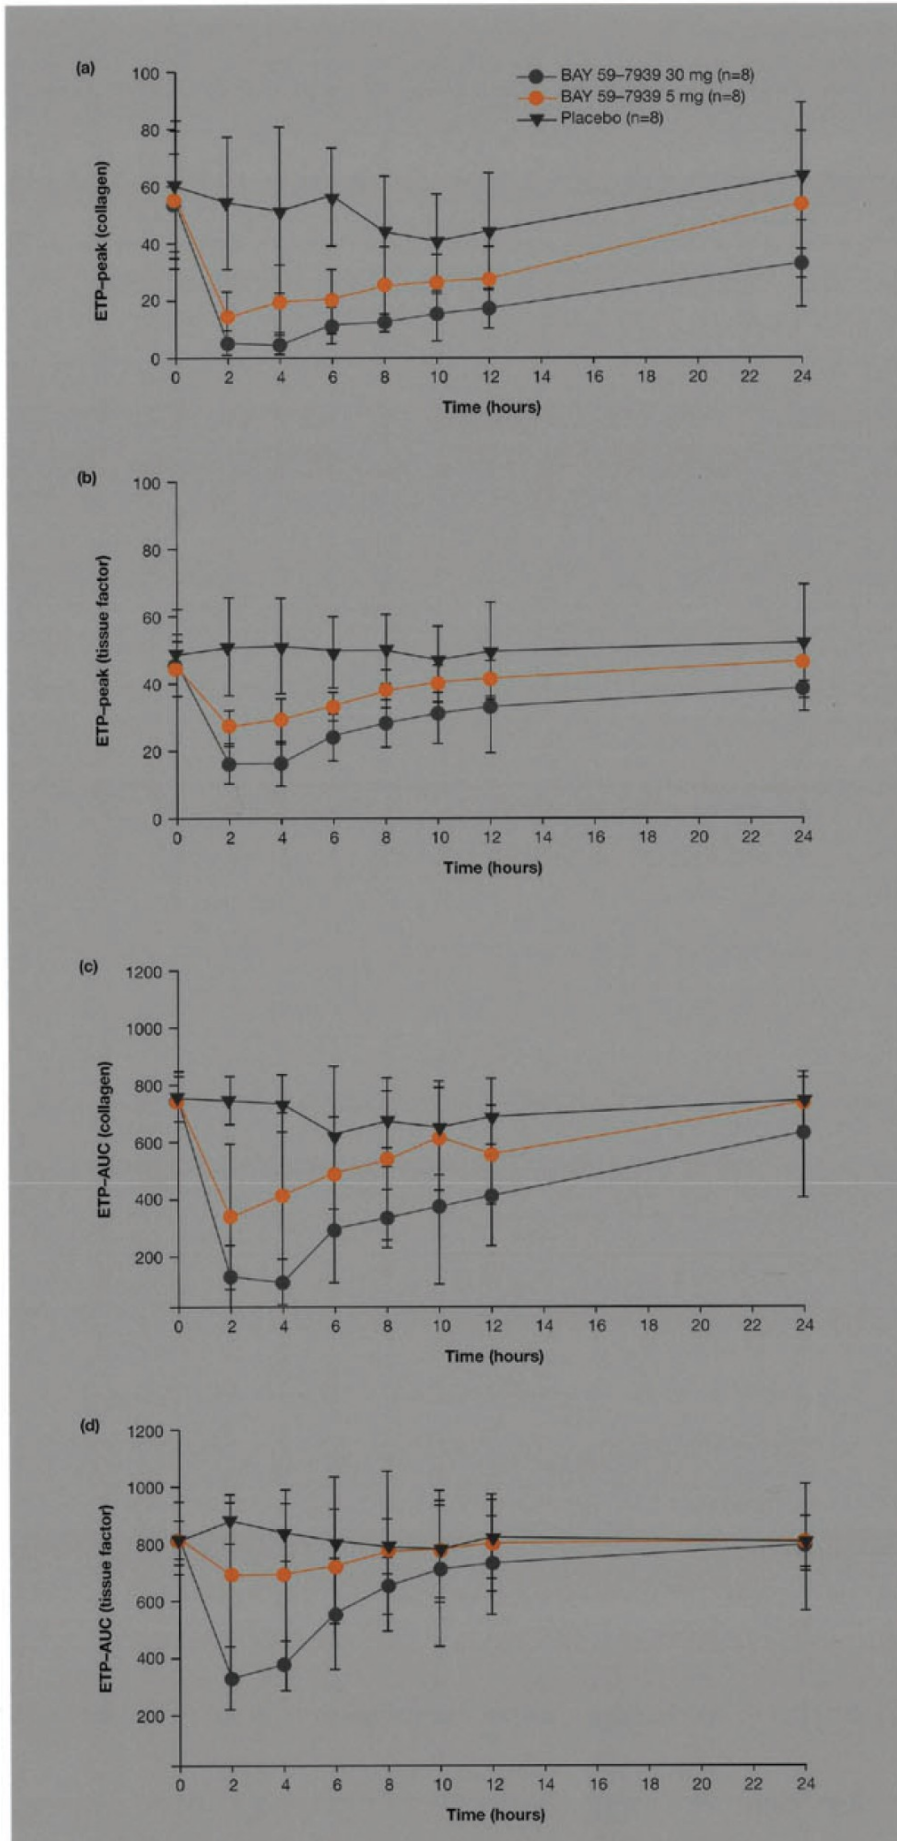 (a)
BAY 59–7939 30 mg (n=8)
BAY 59–7939 5 mg (n=8)
Placebo (n=8)
ETP–peak (collagen)
100
80
60
40
20
0
0 2 4 6 8 10 12 14 16 18 20 22 24
Time (hours)
(b)
ETP–peak (tissue factor)
100
80
60
40
20
0
0 2 4 6 8 10 12 14 16 18 20 22 24
Time (hours)
(c)
ETP–AUC (collagen)
1200
1000
800
600
400
200
0 2 4 6 8 10 12 14 16 18 20 22 24
Time (hours)
(d)
ETP–AUC (tissue factor)
1200
1000
800
600
400
200
0 2 4 6 8 10 12 14 16 18 20 22 24
Time (hours)